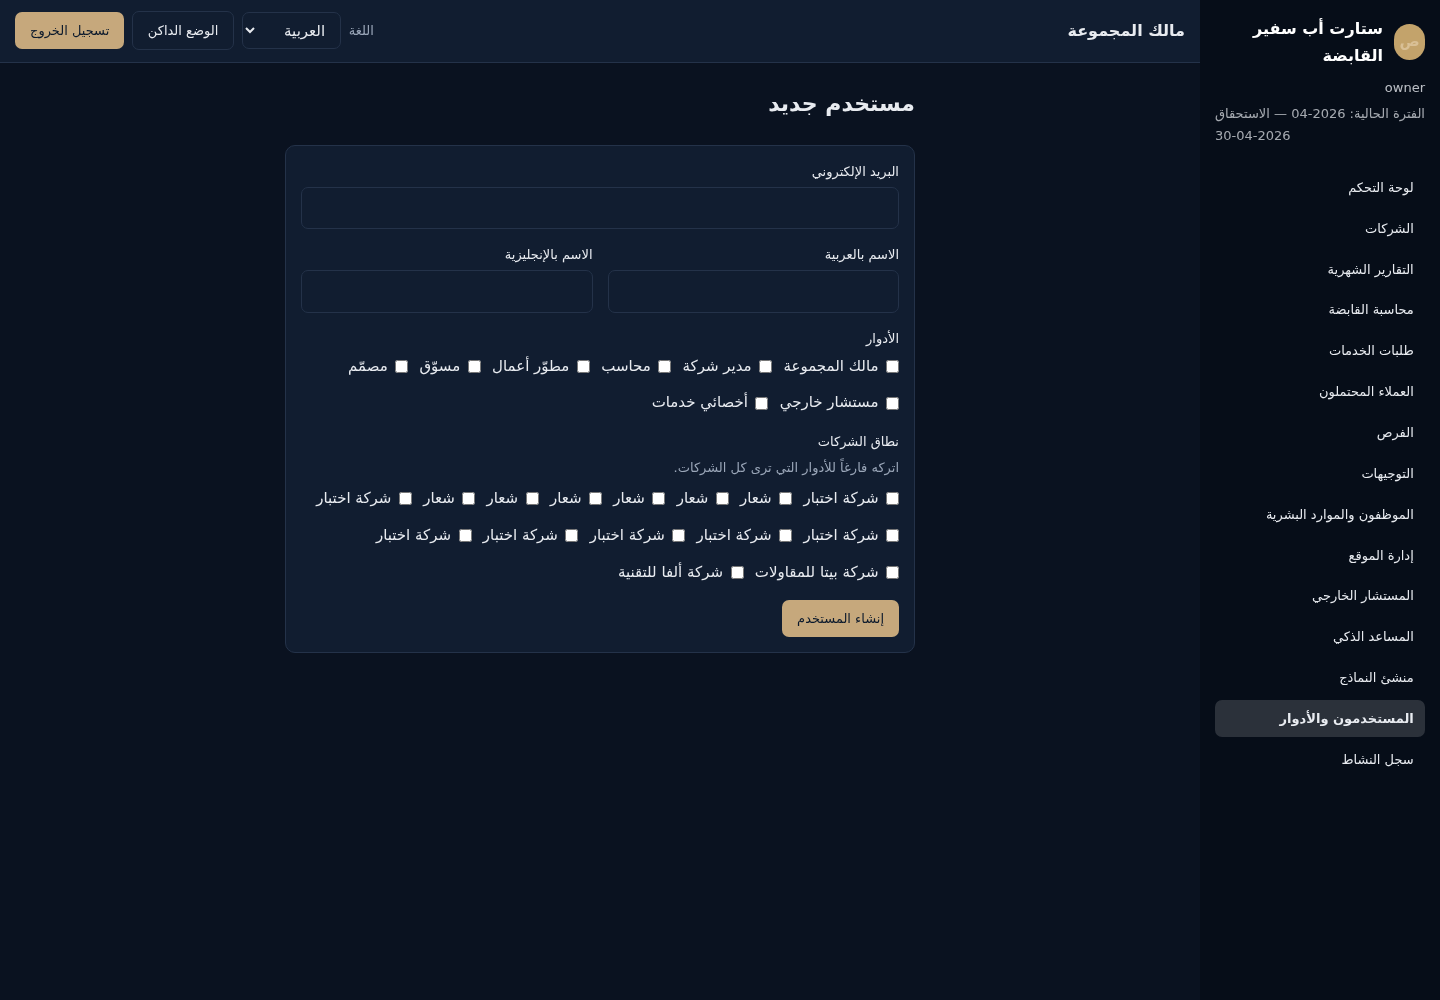 ص
ستارت أب سفير
القابضة
owner
الفترة الحالية: 2026-04 — الاستحقاق
2026-04-30
لوحة التحكم
الشركات
التقارير الشهرية
محاسبة القابضة
طلبات الخدمات
العملاء المحتملون
الفرص
التوجيهات
الموظفون والموارد البشرية
إدارة الموقع
المستشار الخارجي
المساعد الذكي
منشئ النماذج
المستخدمون والأدوار
سجل النشاط
مالك المجموعة
اللغة العربية الوضع الداكن تسجيل الخروج
مستخدم جديد
البريد الإلكتروني
الاسم بالعربية الاسم بالإنجليزية
الأدوار
مالك المجموعة مدير شركة محاسب مطوّر أعمال مسوّق مصمّم
مستشار خارجي أخصائي خدمات
نطاق الشركات
اتركه فارغاً للأدوار التي ترى كل الشركات.
شركة اختبار شعار شعار شعار شعار شعار شعار شركة اختبار
شركة اختبار شركة اختبار شركة اختبار شركة اختبار شركة اختبار
شركة بيتا للمقاولات شركة ألفا للتقنية
إنشاء المستخدم